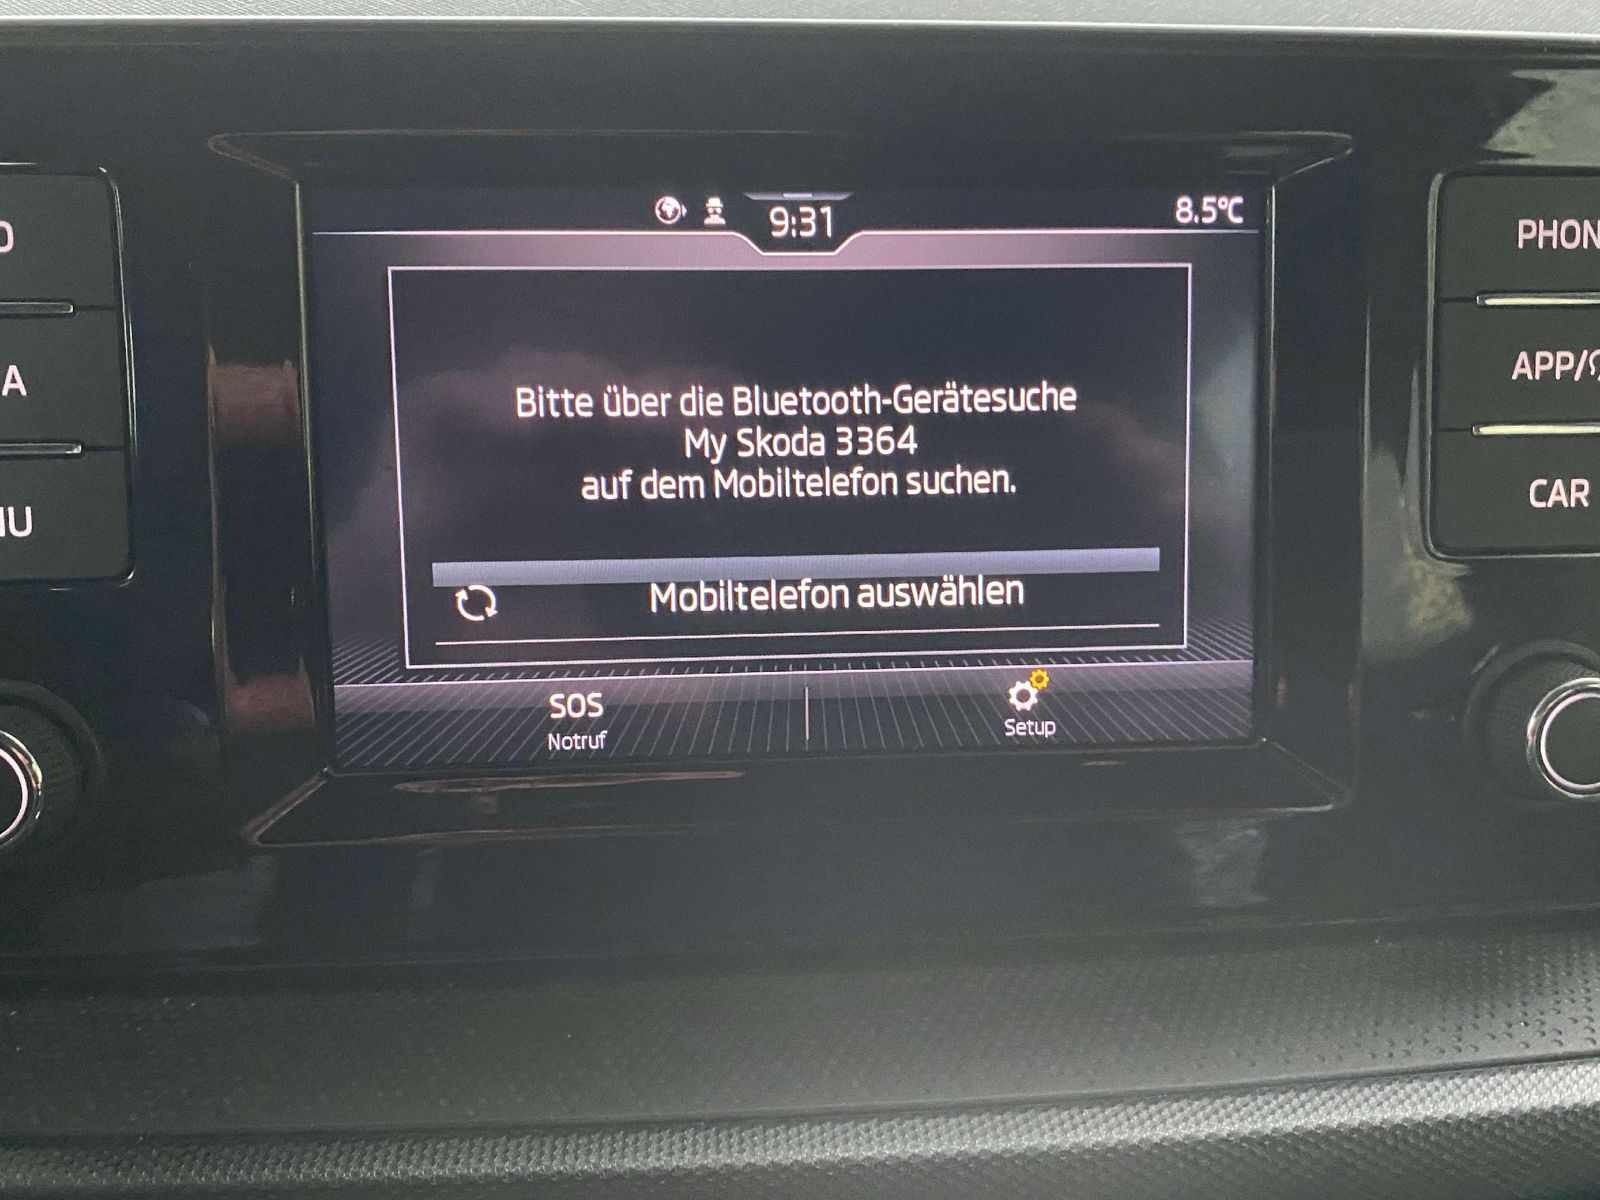 9:31
8.5°C
PHON
APP/
CAR
Bitte über die Bluetooth-Gerätesuche
My Skoda 3364
auf dem Mobiltelefon suchen.
Mobiltelefon auswählen
SOS
Notruf
Setup